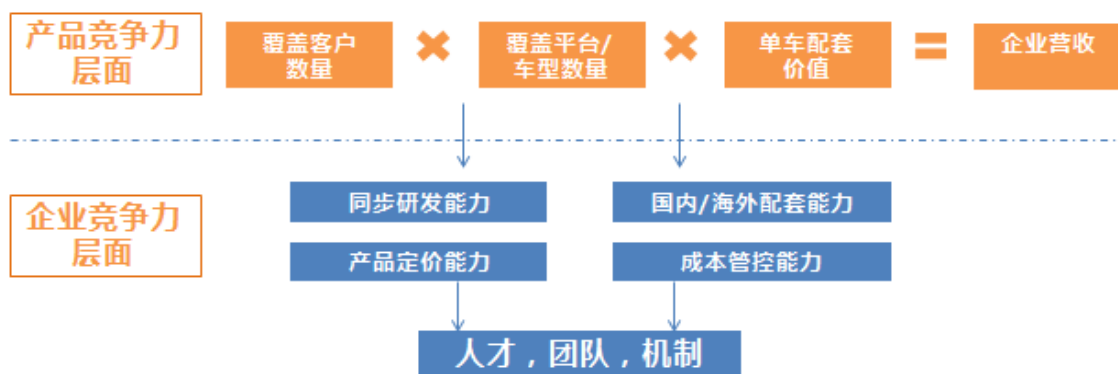 产品竞争力
层面
覆盖客户
数量
×
覆盖平台/
车型数量
×
单车配套
价值
=
企业营收
企业竞争力
层面
同步研发能力
国内/海外配套能力
产品定价能力
成本管控能力
人才，团队，机制